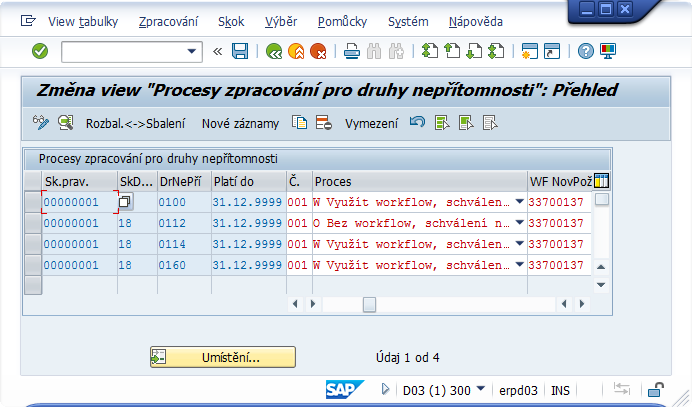 View tabulky Zpracování Skok Výběr Pomůcky Systém Nápověda
Změna view "Procesy zpracování pro druhy nepřítomnosti": Přehled
Rozbal.<->Sbalení Nové záznamy Vymezení
Procesy zpracování pro druhy nepřítomnosti
Sk.prav. SkD... DrNePří Platí do Č. Proces WF NovPož
00000001 0100 31.12.9999 001 W Využít workflow, schválen… 33700137
00000001 18 0112 31.12.9999 001 O Bez workflow, schválení n… 33700137
00000001 18 0114 31.12.9999 001 W Využít workflow, schválen… 33700137
00000001 18 0160 31.12.9999 001 W Využít workflow, schválen… 33700137
Umístění... Údaj 1 od 4
SAP D03 (1) 300 erpd03 INS